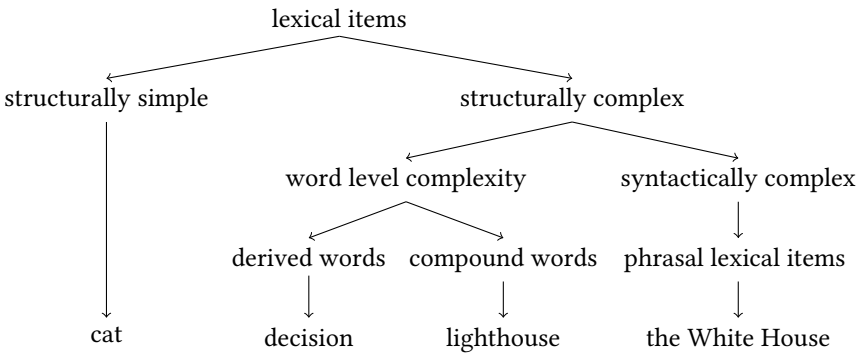 lexical items
structurally simple structurally complex
word level complexity syntactically complex
derived words compound words phrasal lexical items
cat decision lighthouse the White House